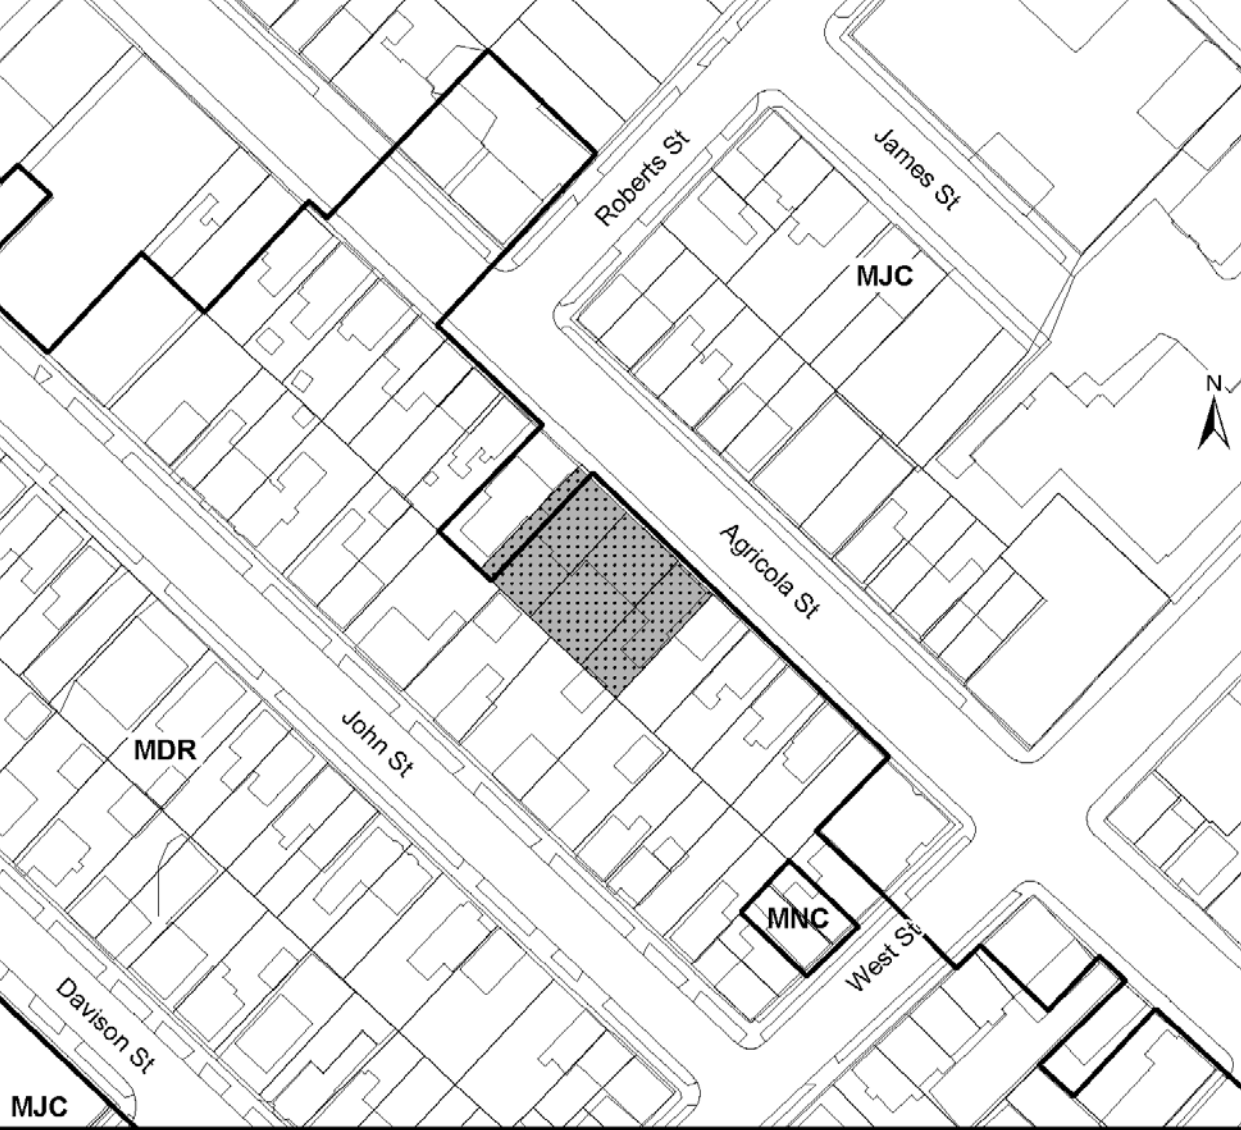 James St
Roberts St
MJC
N
Agricola St
John St
MDR
MNC
West St
Davison St
MJC